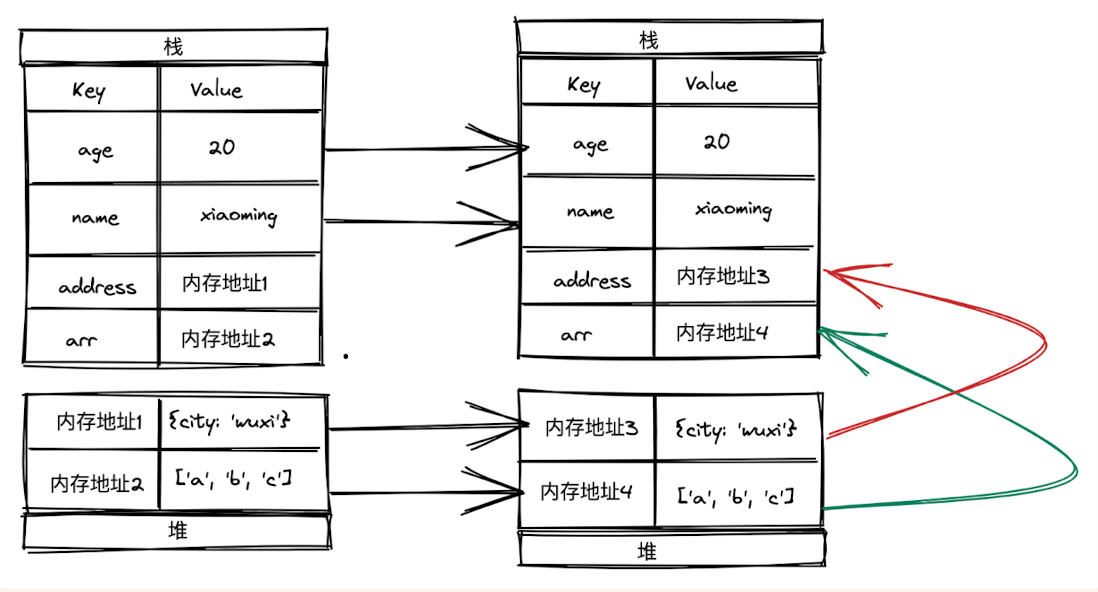 栈
Key Value
age 20
name xiaoming
address 内存地址1
arr 内存地址2
内存地址1 {city: 'wuxi'}
内存地址2 ['a', 'b', 'c']
堆
栈
Key Value
age 20
name xiaoming
address 内存地址3
arr 内存地址4
内存地址3 {city: 'wuxi'}
内存地址4 ['a', 'b', 'c']
堆